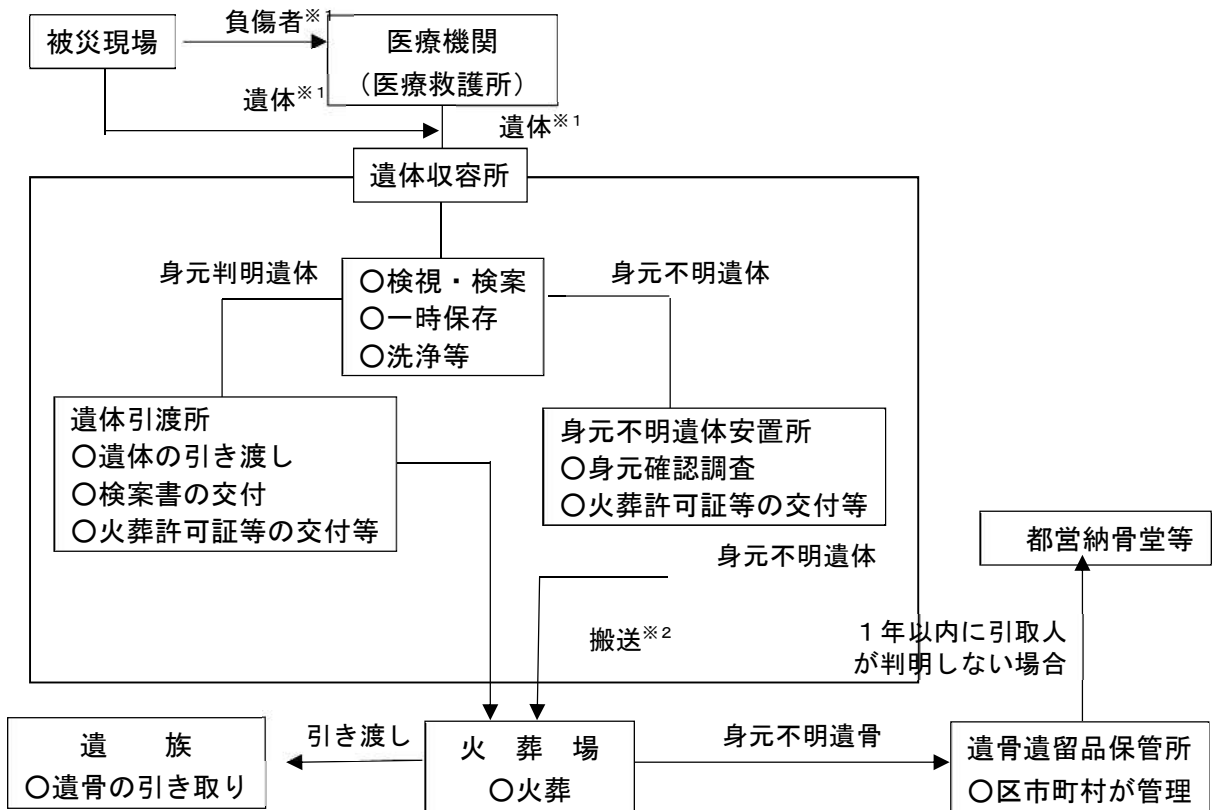 負傷者※1
被災現場
医療機関
（医療救護所）
遺体※1
遺体※1
遺体収容所
身元判明遺体
身元不明遺体
○検視・検案
○一時保存
○洗浄等
遺体引渡所
○遺体の引き渡し
○検案書の交付
○火葬許可証等の交付等
身元不明遺体安置所
○身元確認調査
○火葬許可証等の交付等
身元不明遺体
都営納骨堂等
搬送※2
１年以内に引取人
が判明しない場合
遺　　族
○遺骨の引き取り
引き渡し
火　葬　場
○火葬
身元不明遺骨
遺骨遺留品保管所
○区市町村が管理